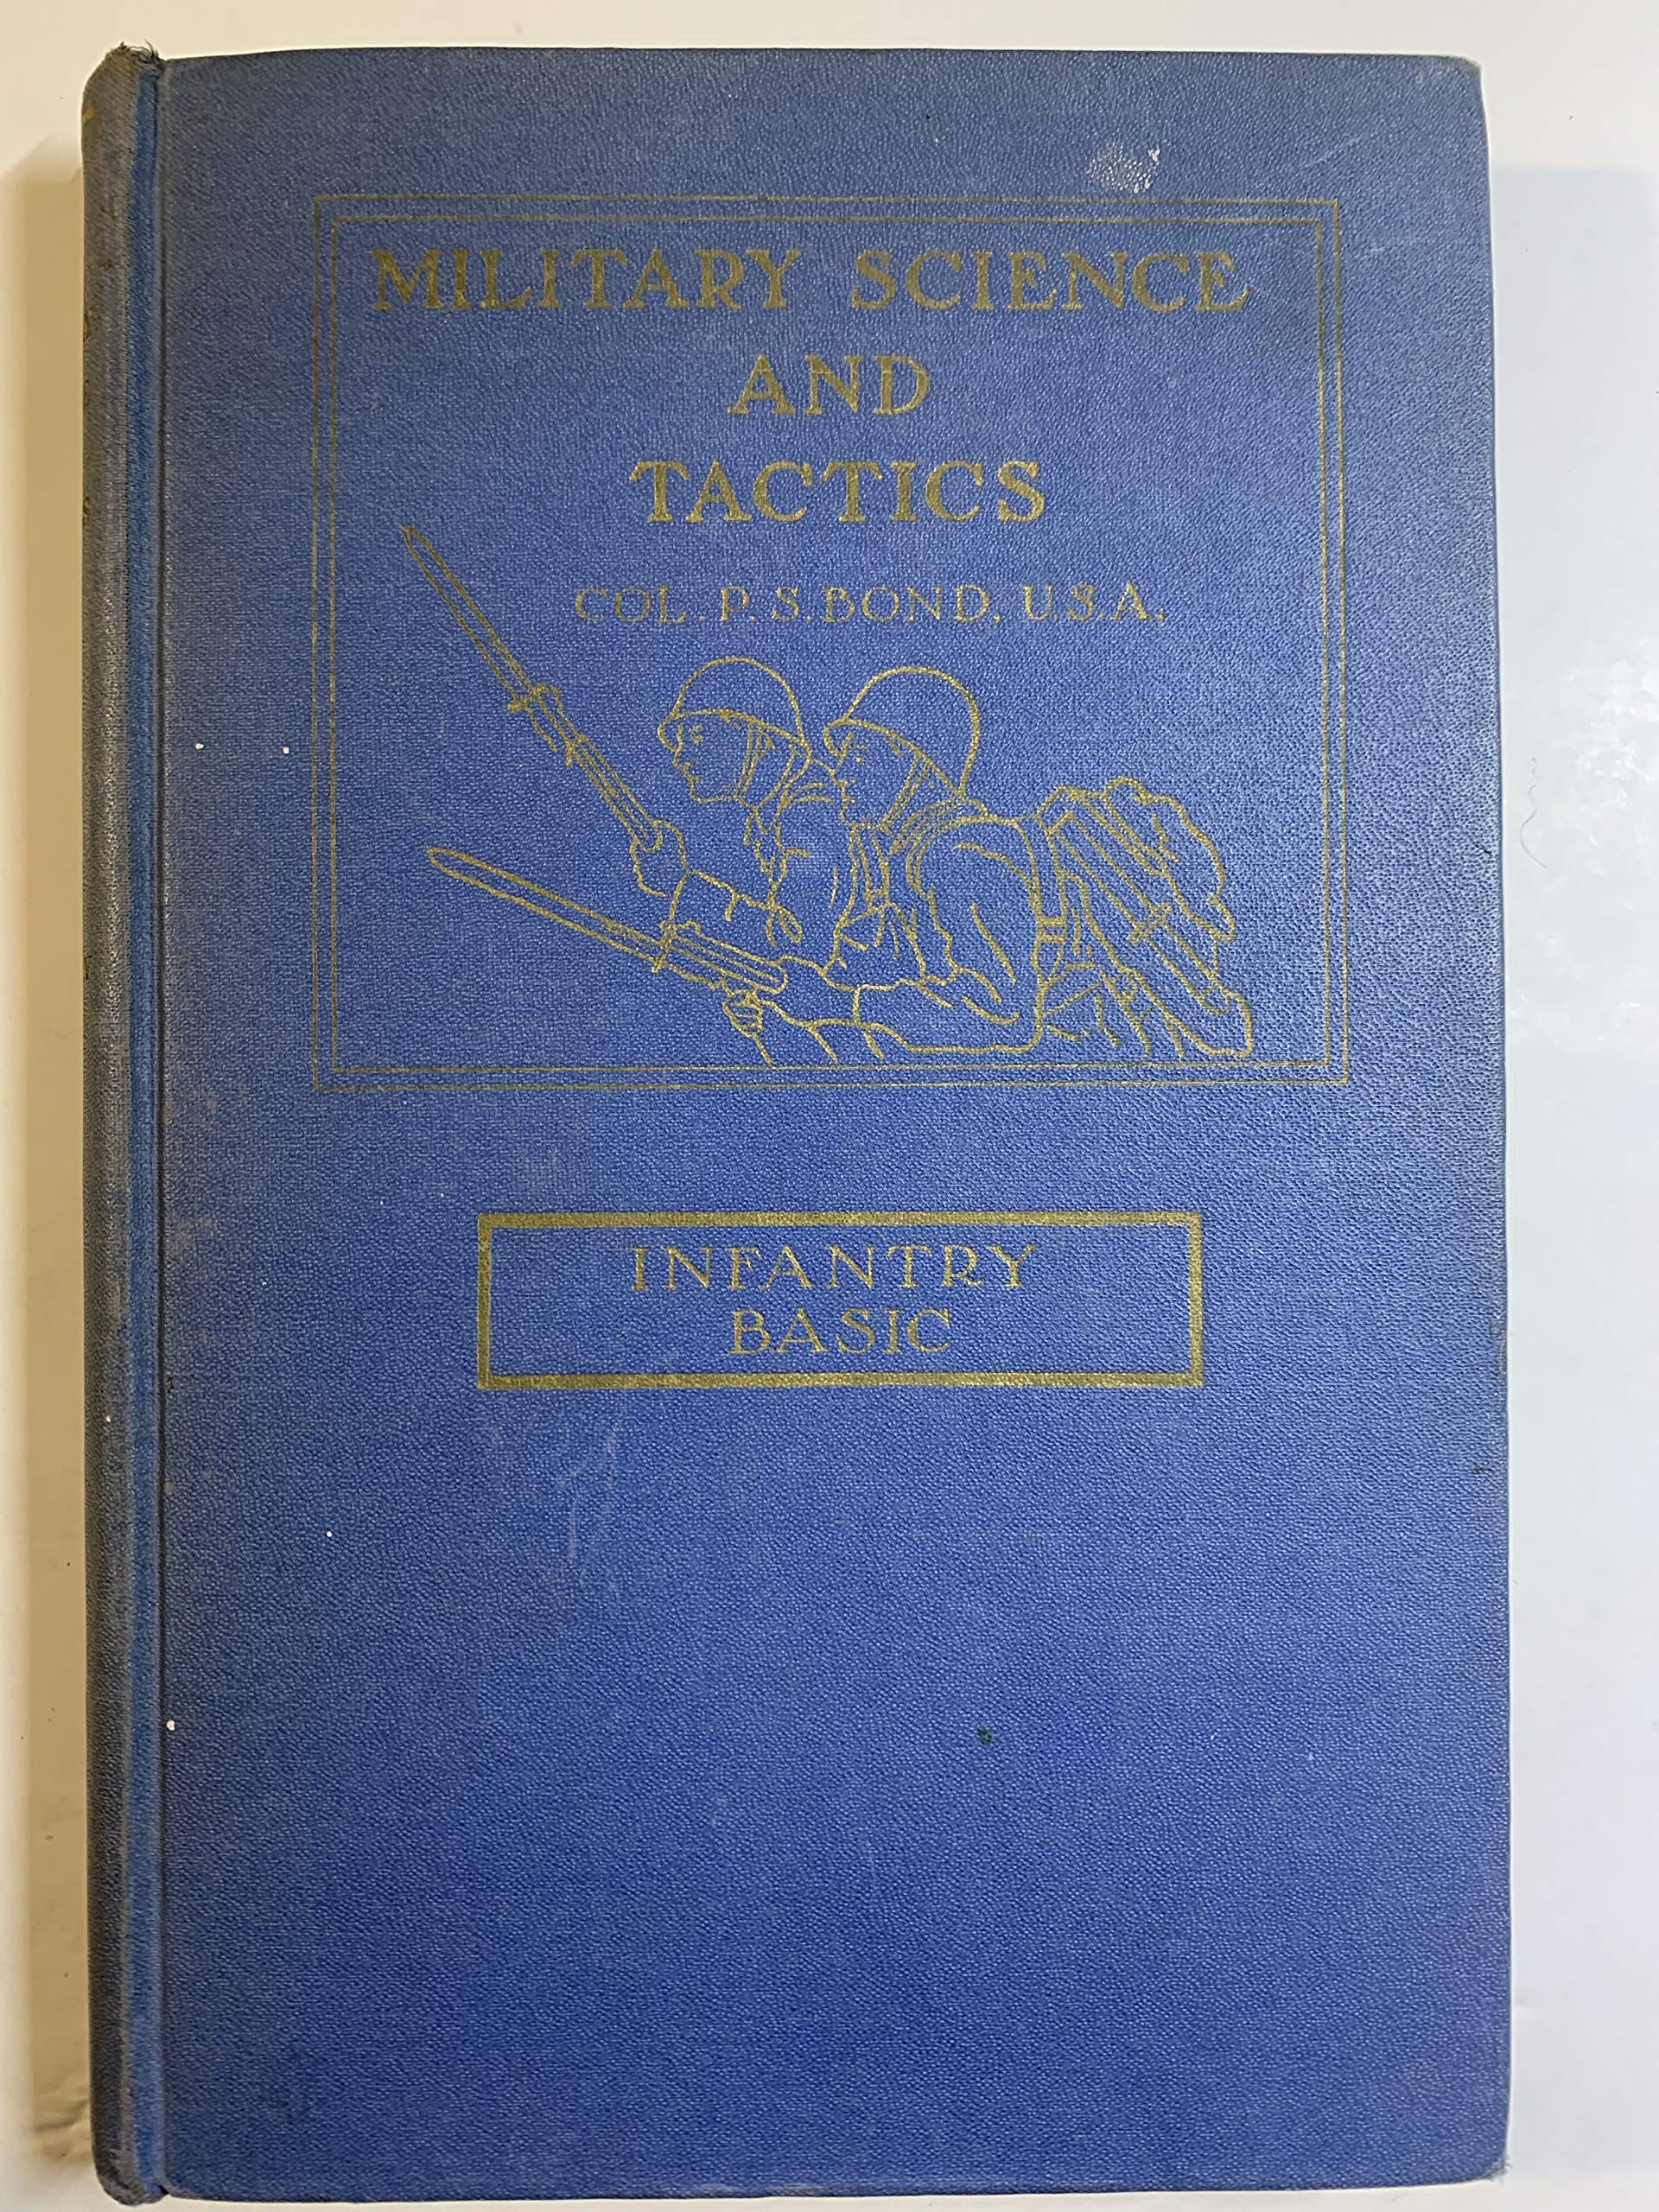 MILITARY SCIENCE
AND
TACTICS
COL. P. S. BOND, U.S.A.
INFANTRY
BASIC